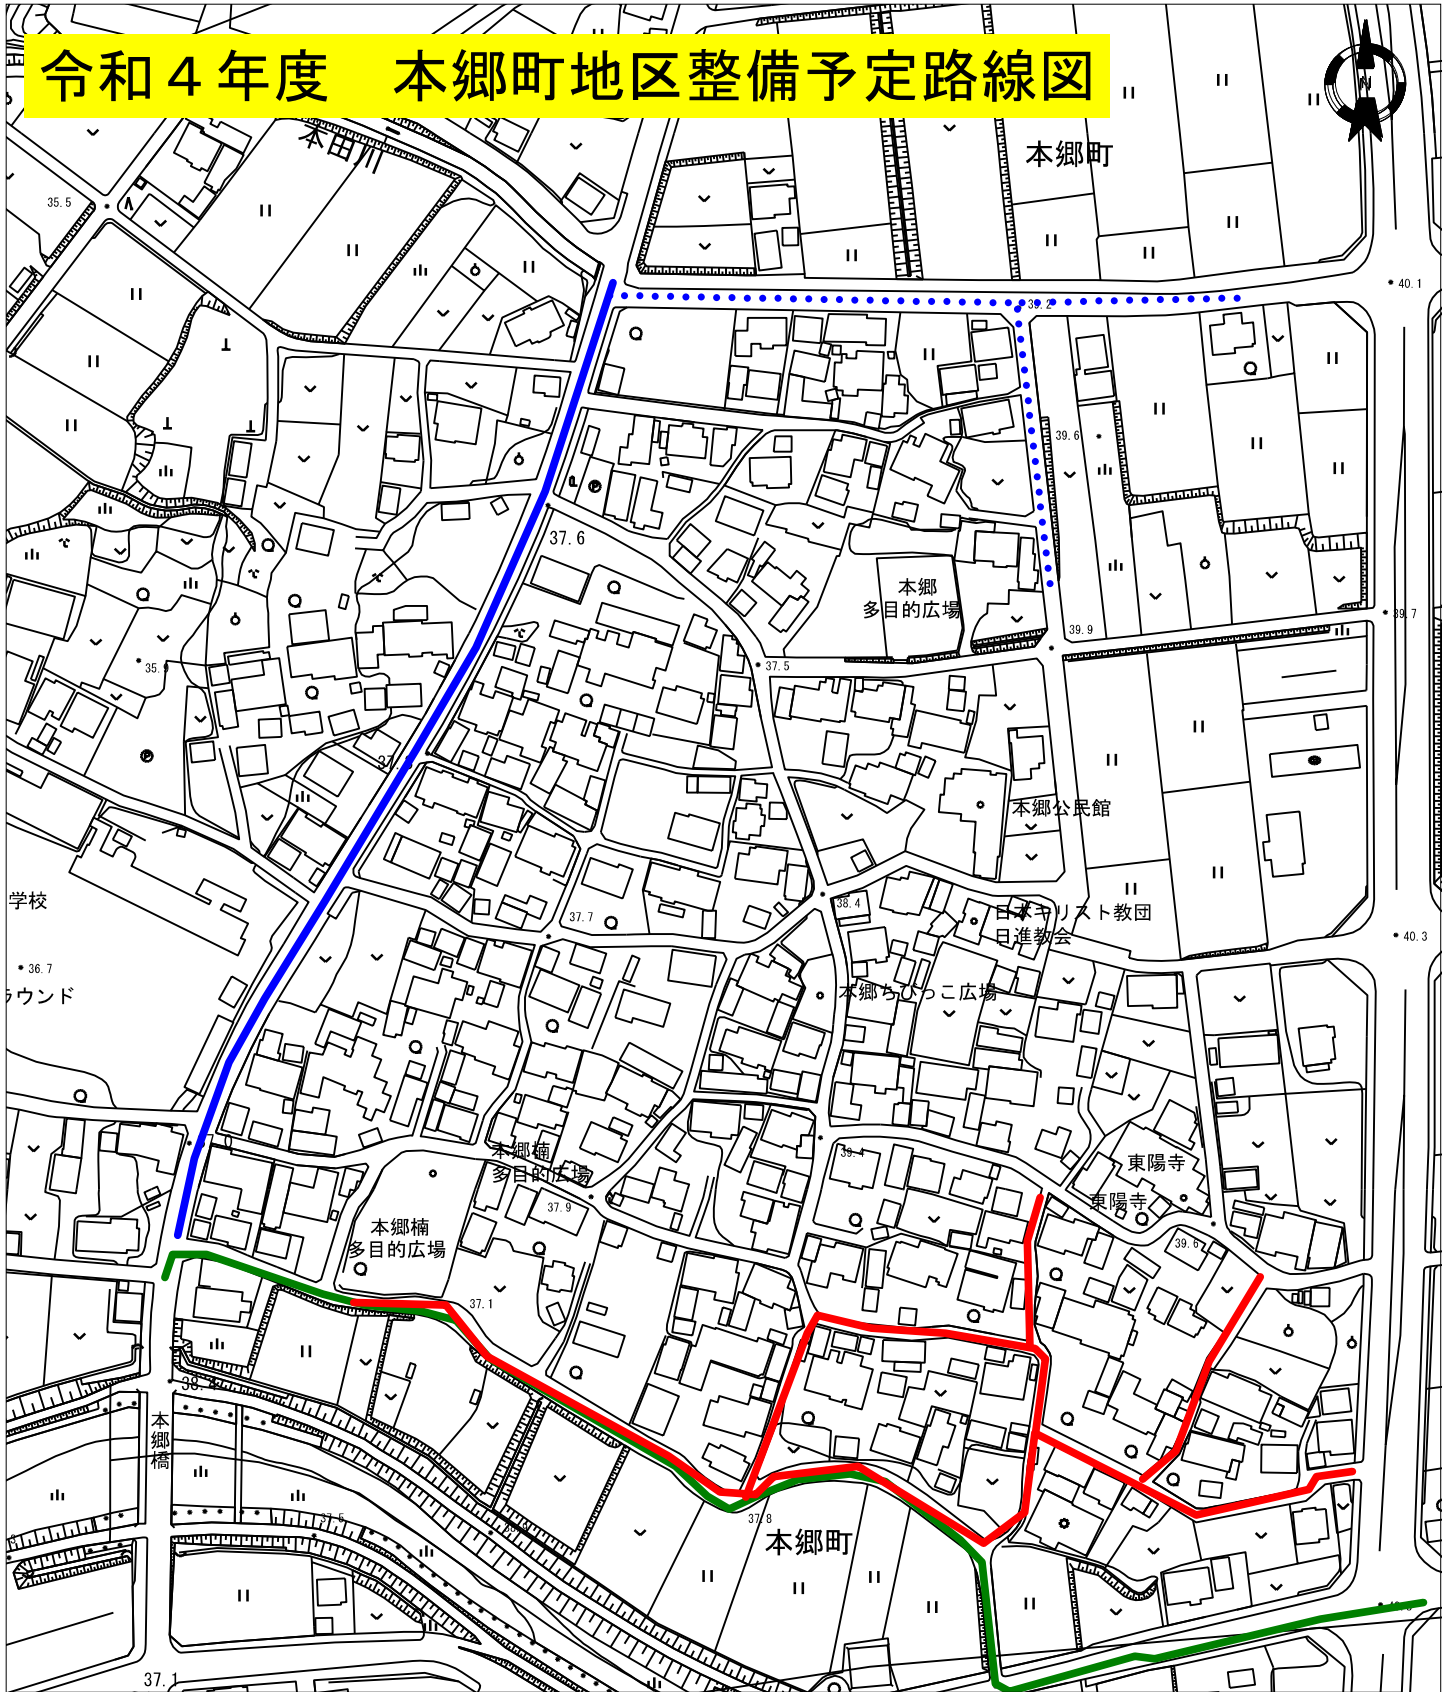 令和４年度　本郷町地区整備予定路線図
N
本田川
本郷町
35.5
40.1
39.2
39.6
37.6
本郷
多目的広場
39.7
39.9
35.9
37.5
本郷公民館
学校
38.4
日本キリスト教団
日進教会
37.7
40.3
36.7
ラウンド
本郷ちびっこ広場
本郷楠
多目的広場
39.4
東陽寺
東陽寺
37.9
本郷楠
多目的広場
39.6
37.1
38.4
本郷橋
37.5
37.8
本郷町
37.1